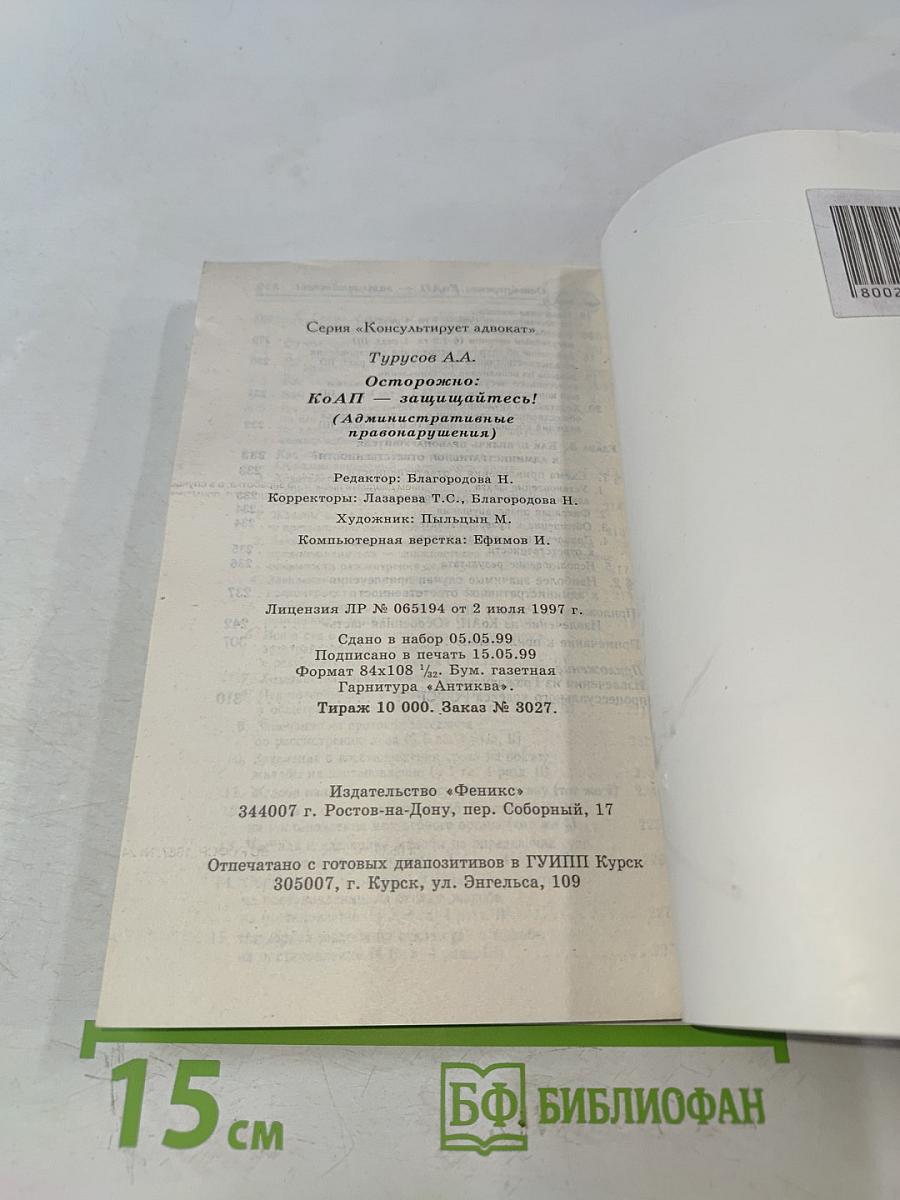 Серия «Консультирует адвокат»
Турусов А.А.
Осторожно:
КоАП — защищайтесь!
(Административные
правонарушения)
Редактор: Благородова Н.
Корректоры: Лазарева Т.С., Благородова Н.
Художник: Пыльцын М.
Компьютерная верстка: Ефимов И.
Лицензия ЛР № 065194 от 2 июля 1997 г.
Сдано в набор 05.05.99
Подписано в печать 15.05.99
Формат 84x108 1/32. Бум. газетная
Гарнитура «Антиква».
Тираж 10 000. Заказ № 3027.
Издательство «Феникс»
344007 г. Ростов-на-Дону, пер. Соборный, 17
Отпечатано с готовых диапозитивов в ГУИПП Курск
305007, г. Курск, ул. Энгельса, 109
15 см
БФ БИБЛИОФАН